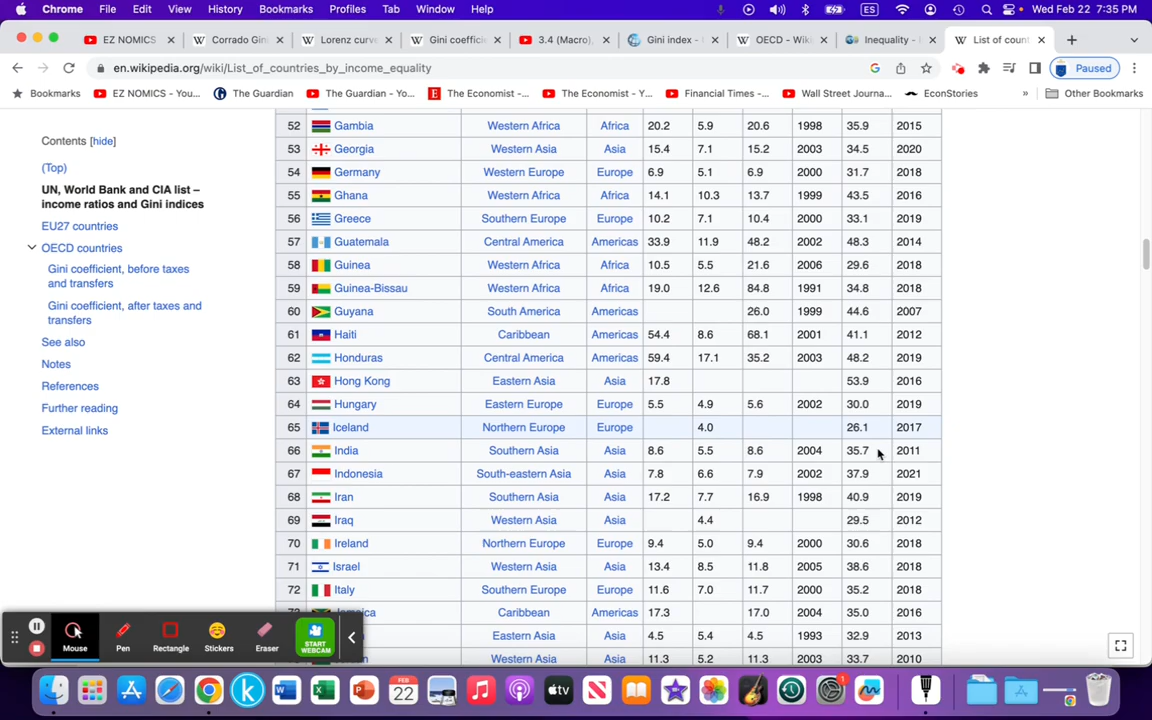 Chrome File Edit View History Bookmarks Profiles Tab Window Help ES Wed Feb 22 7:35 PM
EZ NOMICS Corrado Gin Lorenz curve Gini coefficie 3.4 (Macro), Gini index - OECD - Wiki Inequality - List of coun
en.wikipedia.org/wiki/List_of_countries_by_income_equality Paused
Bookmarks EZ NOMICS - You... The Guardian The Guardian - Yo... The Economist -... The Economist - Y... Financial Times -... Wall Street Journa... EconStories » Other Bookmarks
Contents [hide]
(Top)
UN, World Bank and CIA list –
income ratios and Gini indices
EU27 countries
OECD countries
Gini coefficient, before taxes
and transfers
Gini coefficient, after taxes and
transfers
See also
Notes
References
Further reading
External links
52 Gambia Western Africa Africa 20.2 5.9 20.6 1998 35.9 2015
53 Georgia Western Asia Asia 15.4 7.1 15.2 2003 34.5 2020
54 Germany Western Europe Europe 6.9 5.1 6.9 2000 31.7 2018
55 Ghana Western Africa Africa 14.1 10.3 13.7 1999 43.5 2016
56 Greece Southern Europe Europe 10.2 7.1 10.4 2000 33.1 2019
57 Guatemala Central America Americas 33.9 11.9 48.2 2002 48.3 2014
58 Guinea Western Africa Africa 10.5 5.5 21.6 2006 29.6 2018
59 Guinea-Bissau Western Africa Africa 19.0 12.6 84.8 1991 34.8 2018
60 Guyana South America Americas 26.0 1999 44.6 2007
61 Haiti Caribbean Americas 54.4 8.6 68.1 2001 41.1 2012
62 Honduras Central America Americas 59.4 17.1 35.2 2003 48.2 2019
63 Hong Kong Eastern Asia Asia 17.8 53.9 2016
64 Hungary Eastern Europe Europe 5.5 4.9 5.6 2002 30.0 2019
65 Iceland Northern Europe Europe 4.0 26.1 2017
66 India Southern Asia Asia 8.6 5.5 8.6 2004 35.7 2011
67 Indonesia South-eastern Asia Asia 7.8 6.6 7.9 2002 37.9 2021
68 Iran Southern Asia Asia 17.2 7.7 16.9 1998 40.9 2019
69 Iraq Western Asia Asia 4.4 29.5 2012
70 Ireland Northern Europe Europe 9.4 5.0 9.4 2000 30.6 2018
71 Israel Western Asia Asia 13.4 8.5 11.8 2005 38.6 2018
72 Italy Southern Europe Europe 11.6 7.0 11.7 2000 35.2 2018
Caribbean Americas 17.3 17.0 2004 35.0 2016
Eastern Asia Asia 4.5 5.4 4.5 1993 32.9 2013
Western Asia Asia 11.3 5.2 11.3 2003 33.7 2010
Mouse Pen Rectangle Stickers Eraser START
WEBCAM
FEB
22
1